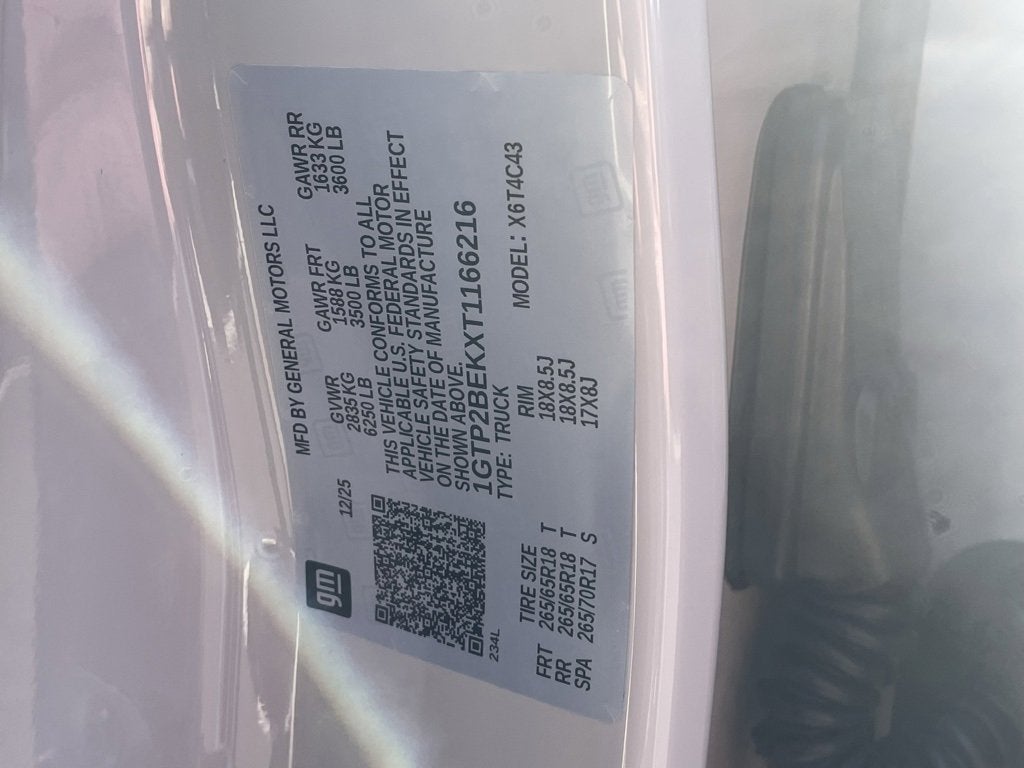 gm
MFD BY GENERAL MOTORS LLC
12/25
GVWR GAWR FRT GAWR RR
2835 KG 1588 KG 1633 KG
6250 LB 3500 LB 3600 LB
THIS VEHICLE CONFORMS TO ALL
APPLICABLE U.S. FEDERAL MOTOR
VEHICLE SAFETY STANDARDS IN EFFECT
ON THE DATE OF MANUFACTURE
SHOWN ABOVE.
1GTP2BEKXT1166216
TYPE: TRUCK MODEL: X6T4C43
234L
TIRE SIZE RIM
FRT 265/65R18 T 18X8.5J
RR 265/65R18 T 18X8.5J
SPA 265/70R17 S 17X8J
gm
gm